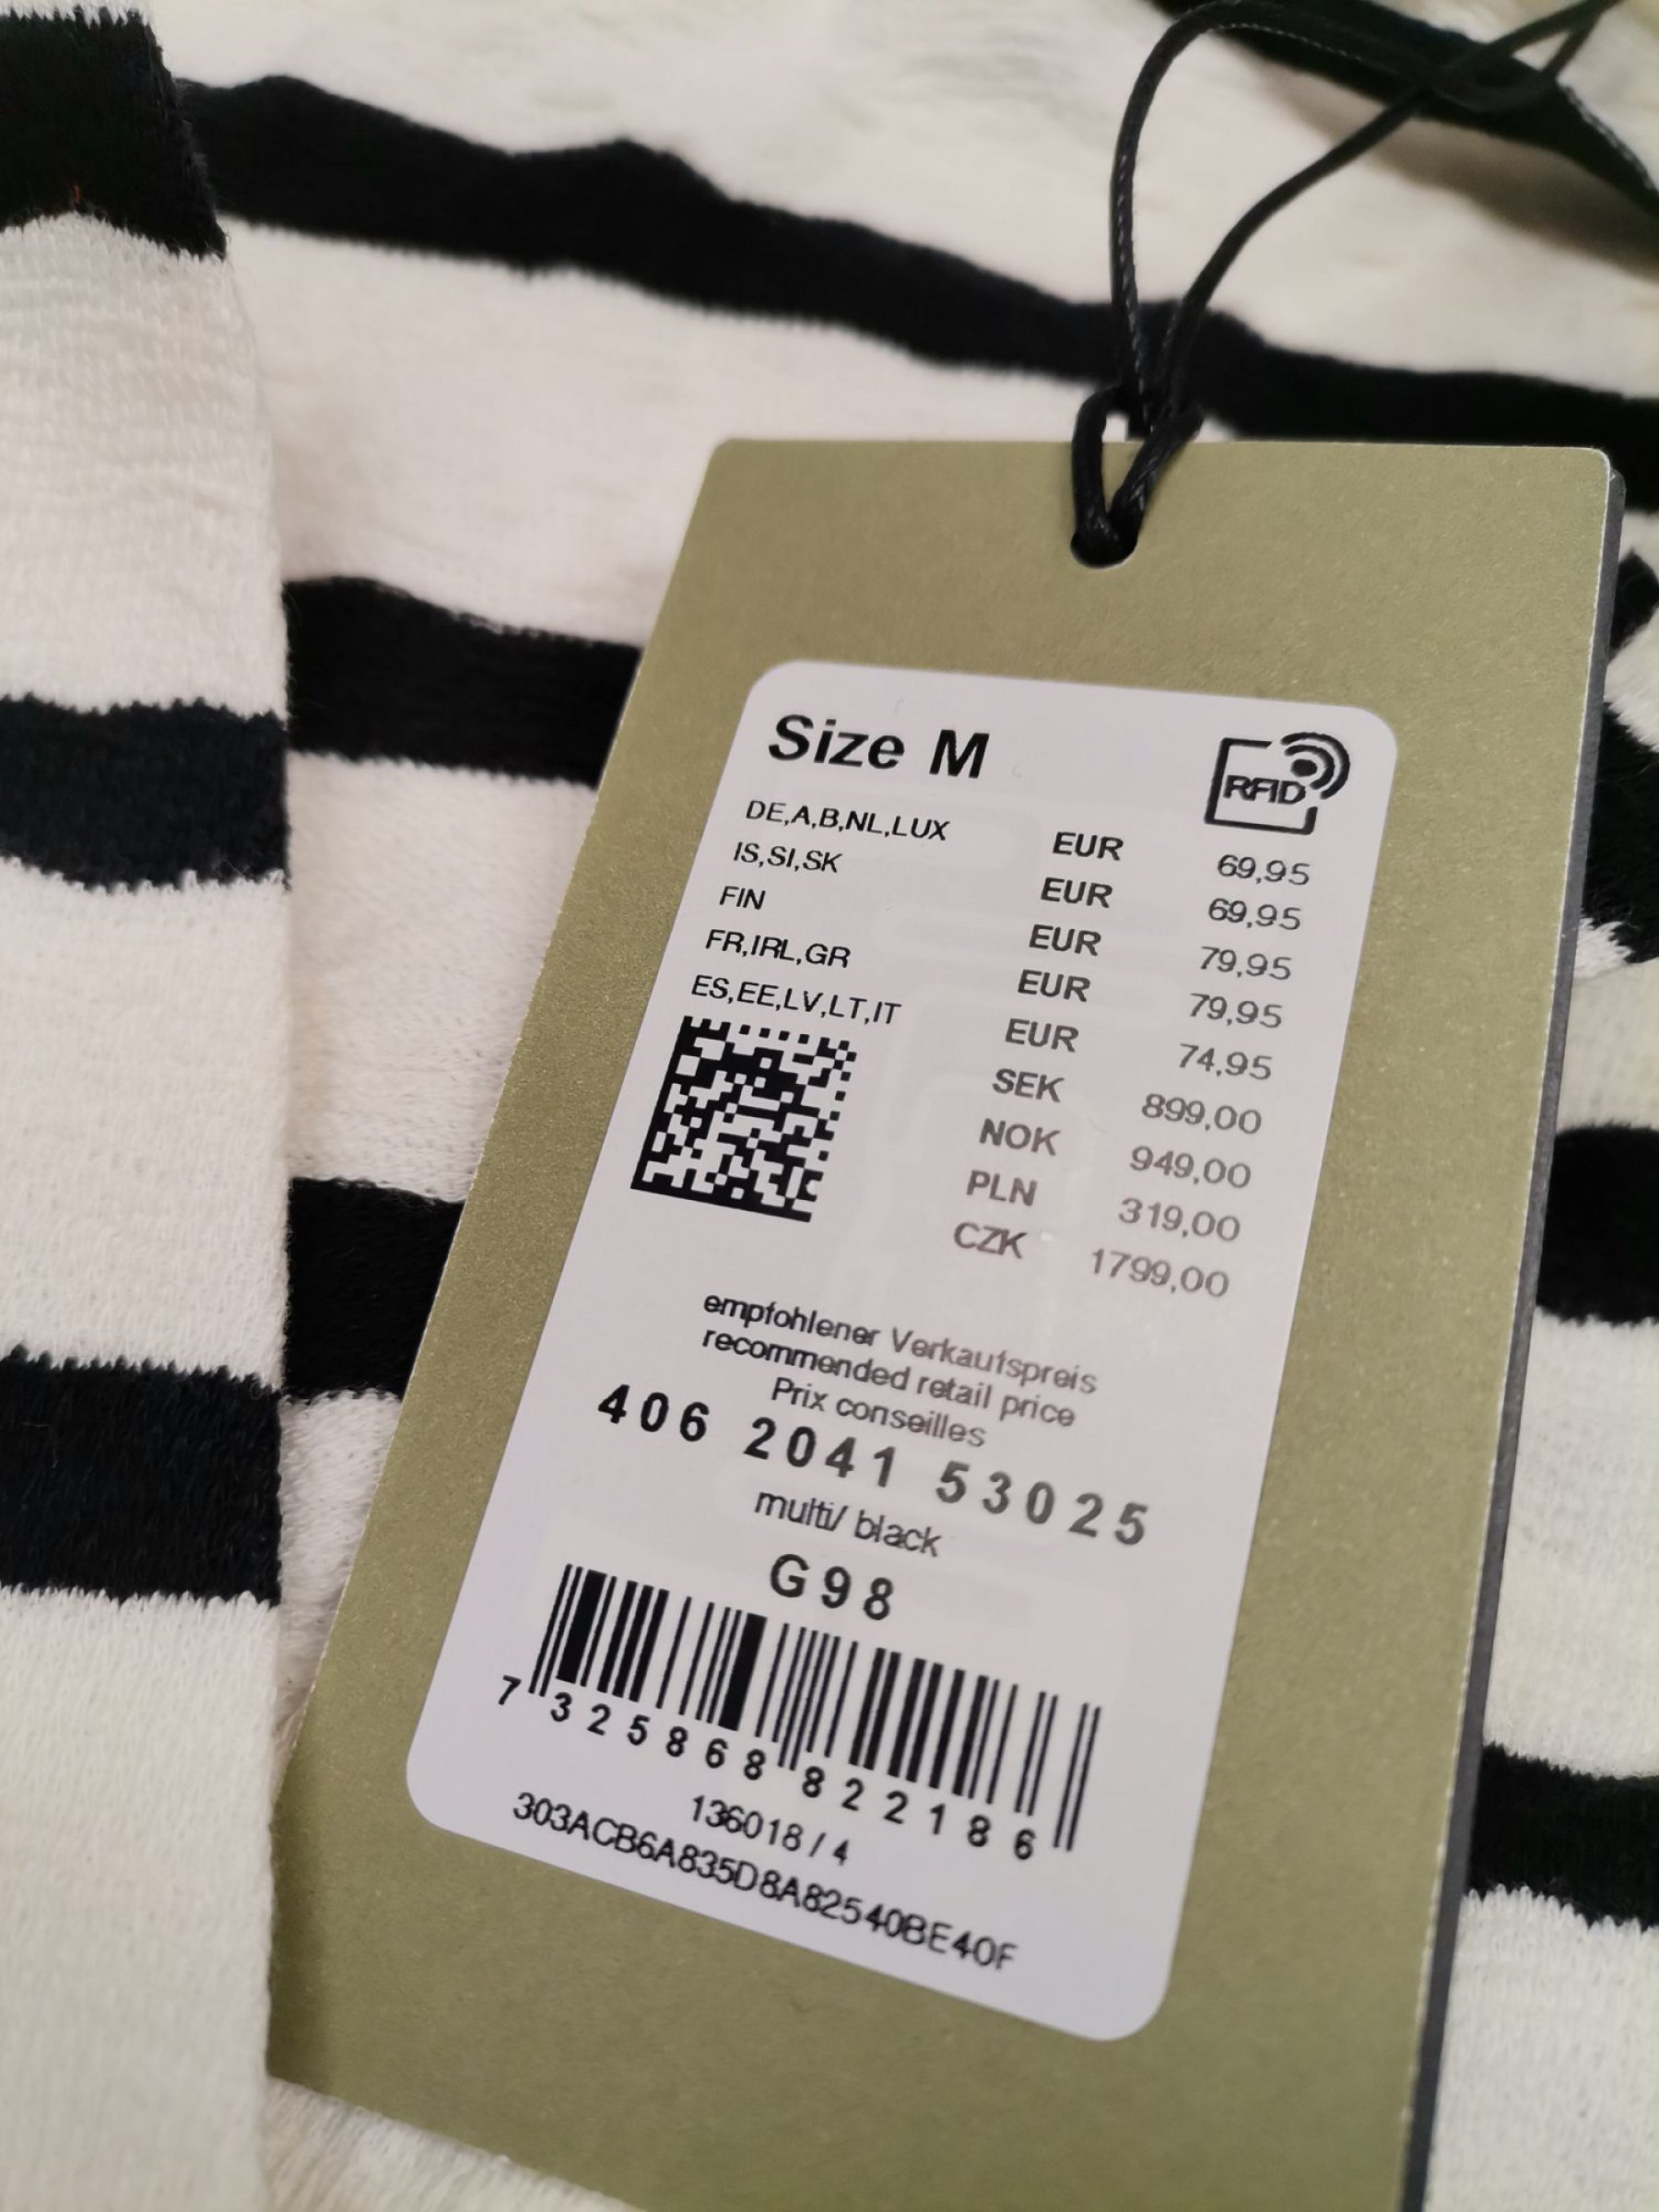 Size M
RFID
DE,A,B,NL,LUX EUR 69,95
IS,SI,SK EUR 69,95
FIN EUR 79,95
FR,IRL,GR EUR 79,95
ES,EE,LV,LT,IT EUR 74,95
SEK 899,00
NOK 949,00
PLN 319,00
CZK 1799,00
empfohlener Verkaufspreis
recommended retail price
Prix conseilles
406 2041 53025
multi/ black
G98
7 325868 822186
136018 / 4
303ACB6A835D8A82540BE40F